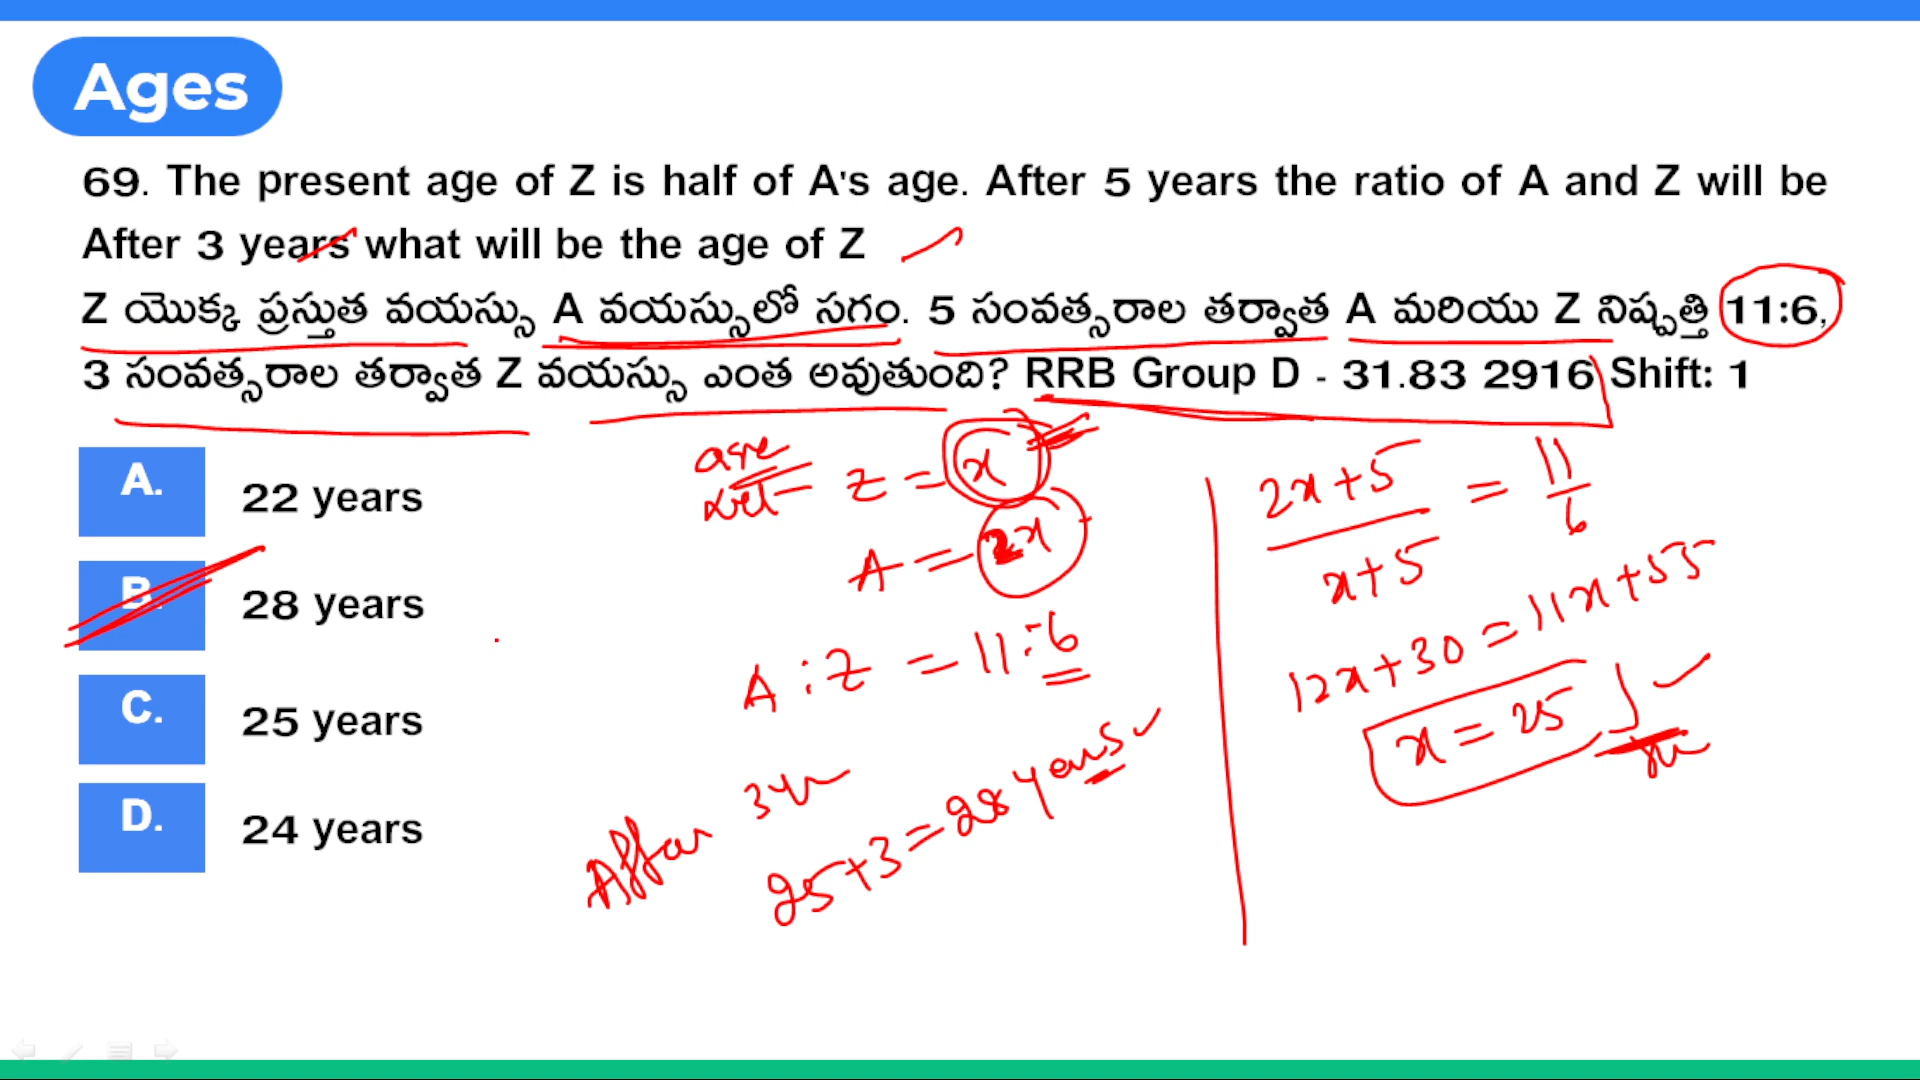 Ages
69. The present age of Z is half of A's age. After 5 years the ratio of A and Z will be
After 3 years what will be the age of Z
Z యొక్క ప్రస్తుత వయస్సు A వయస్సులో సగం. 5 సంవత్సరాల తర్వాత A మరియు Z నిష్పత్తి 11:6,
3 సంవత్సరాల తర్వాత Z వయస్సు ఎంత అవుతుంది? RRB Group D - 31.83 2916 Shift: 1
A. 22 years
B. 28 years
C. 25 years
D. 24 years
age
let Z = x
A = 2x
A : Z = 11:6
After 3yr
25+3=28 years
2x+5 = 11
x+5 6
12x+30=11x+55
x=25